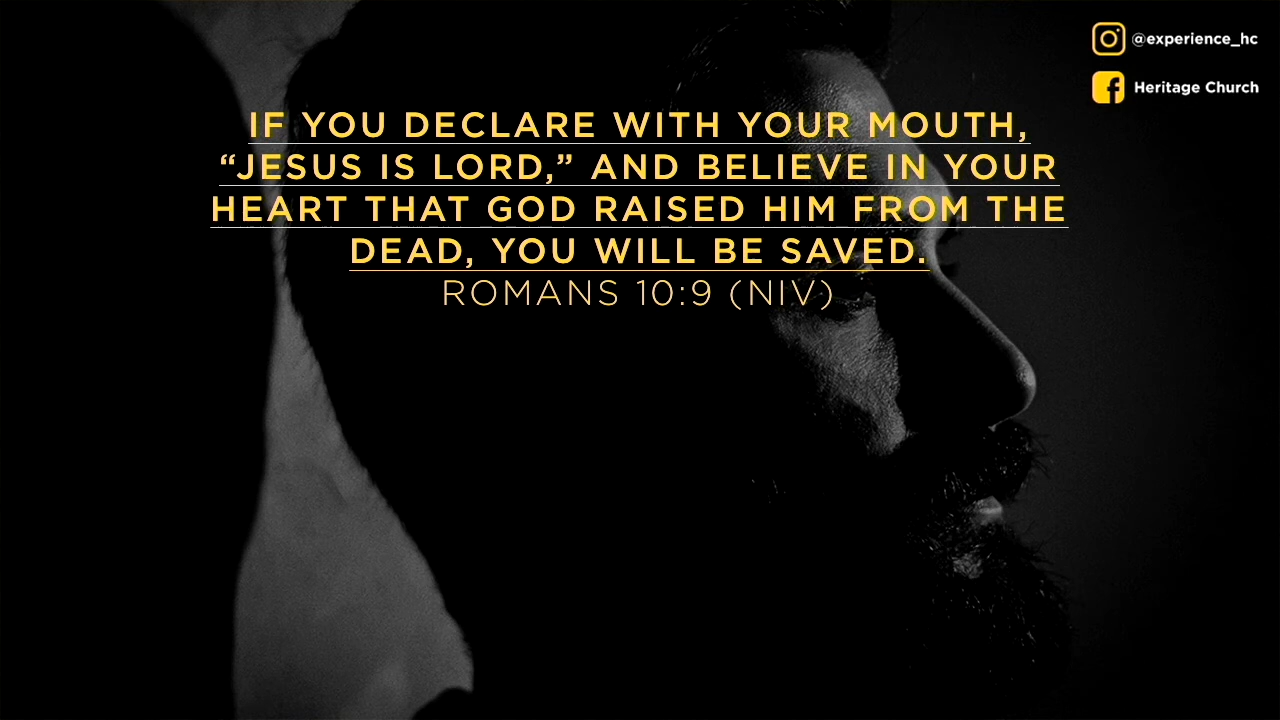 @experience_hc
Heritage Church
IF YOU DECLARE WITH YOUR MOUTH,
“JESUS IS LORD,” AND BELIEVE IN YOUR
HEART THAT GOD RAISED HIM FROM THE
DEAD, YOU WILL BE SAVED.
ROMANS 10:9 (NIV)